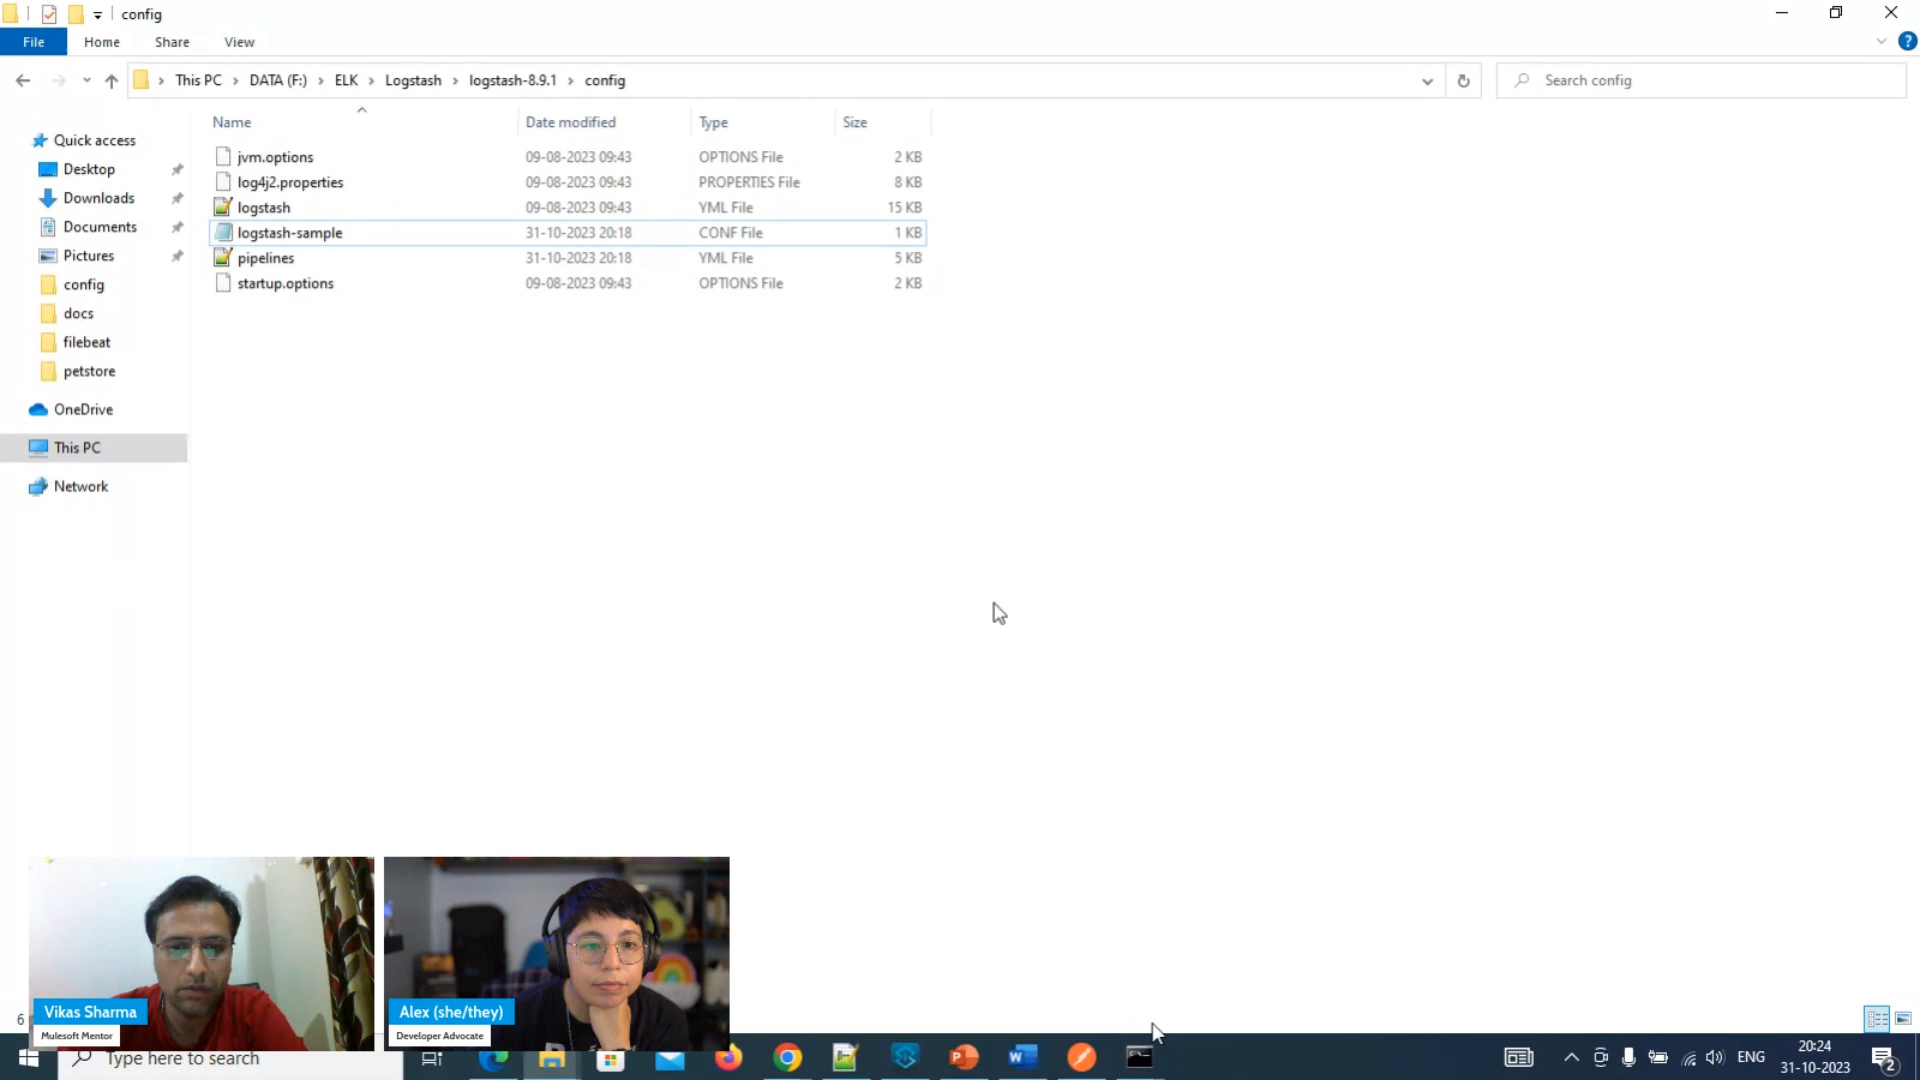 config
File Home Share View
This PC DATA (F:) ELK Logstash logstash-8.9.1 config
Search config
Name Date modified Type Size
Quick access
Desktop
Downloads
Documents
Pictures
config
docs
filebeat
petstore
OneDrive
This PC
Network
jvm.options 09-08-2023 09:43 OPTIONS File 2 KB
log4j2.properties 09-08-2023 09:43 PROPERTIES File 8 KB
logstash 09-08-2023 09:43 YML File 15 KB
logstash-sample 31-10-2023 20:18 CONF File 1 KB
pipelines 31-10-2023 20:18 YML File 5 KB
startup.options 09-08-2023 09:43 OPTIONS File 2 KB
6
Vikas Sharma
Mulesoft Mentor
Alex (she/they)
Developer Advocate
Type here to search
ENG
20:24
31-10-2023
2